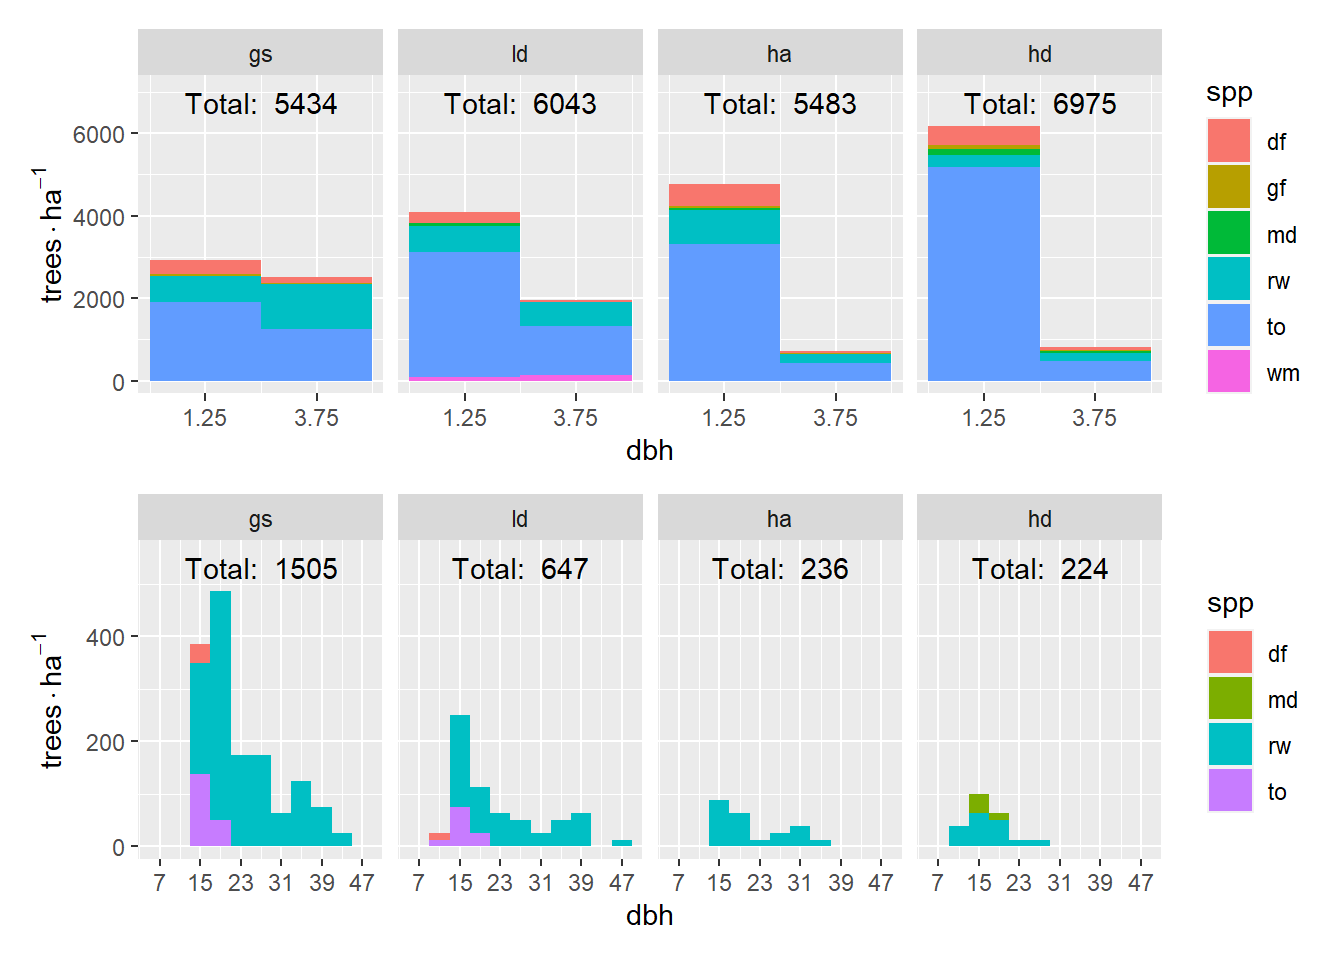 gs ld ha hd
Total: 5434 Total: 6043 Total: 5483 Total: 6975
trees · ha⁻¹
6000
4000
2000
0
1.25 3.75 1.25 3.75 1.25 3.75 1.25 3.75
dbh
spp
df
gf
md
rw
to
wm
gs ld ha hd
Total: 1505 Total: 647 Total: 236 Total: 224
trees · ha⁻¹
400
200
0
7 15 23 31 39 47 7 15 23 31 39 47 7 15 23 31 39 47 7 15 23 31 39 47
dbh
spp
df
md
rw
to